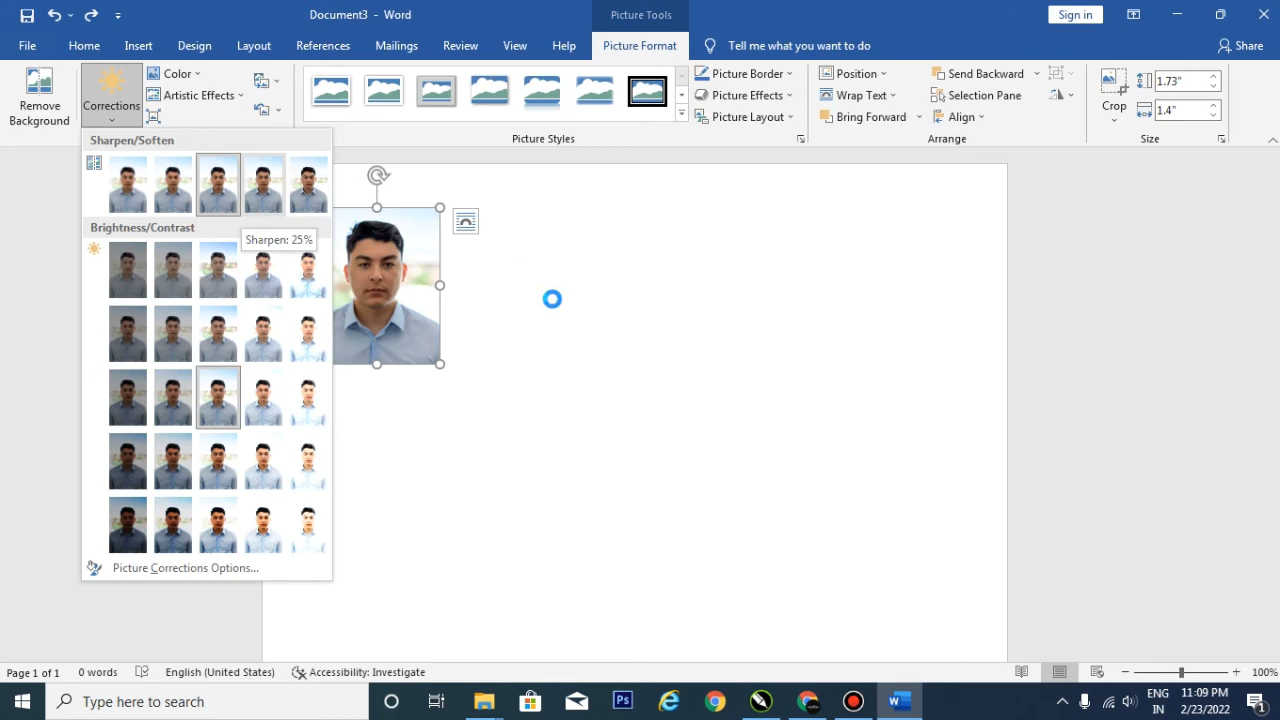 Document3 - Word
Picture Tools
Sign in
File Home Insert Design Layout References Mailings Review View Help Picture Format Tell me what you want to do Share
Remove Background
Corrections
Color
Artistic Effects
Picture Styles
Picture Border
Picture Effects
Picture Layout
Position
Wrap Text
Bring Forward
Send Backward
Selection Pane
Align
Arrange
Crop
1.73"
1.4"
Size
Sharpen/Soften
Brightness/Contrast
Sharpen: 25%
Picture Corrections Options...
Page 1 of 1 0 words English (United States) Accessibility: Investigate 100%
Type here to search
Ps
ENG
IN
11:09 PM
2/23/2022
1